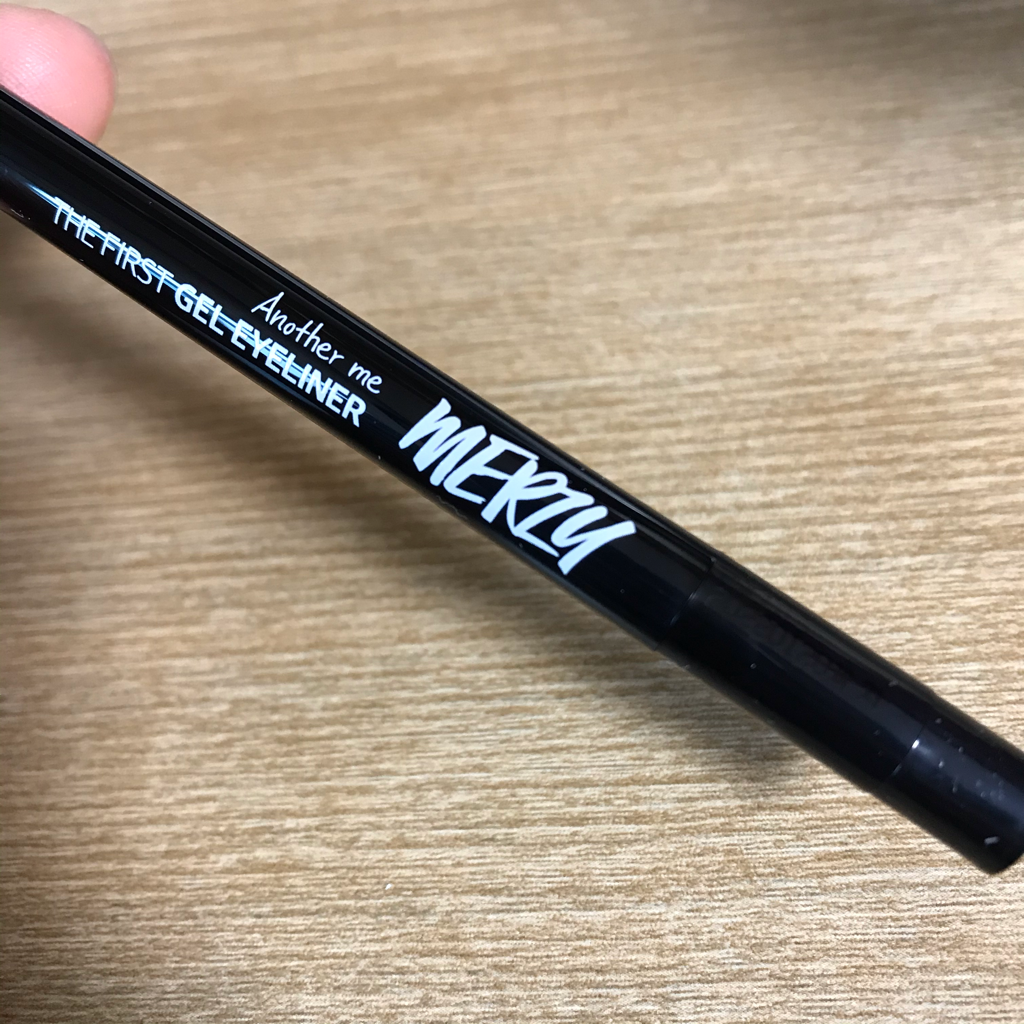 Another me
THE FIRST GEL EYELINER
MERZY